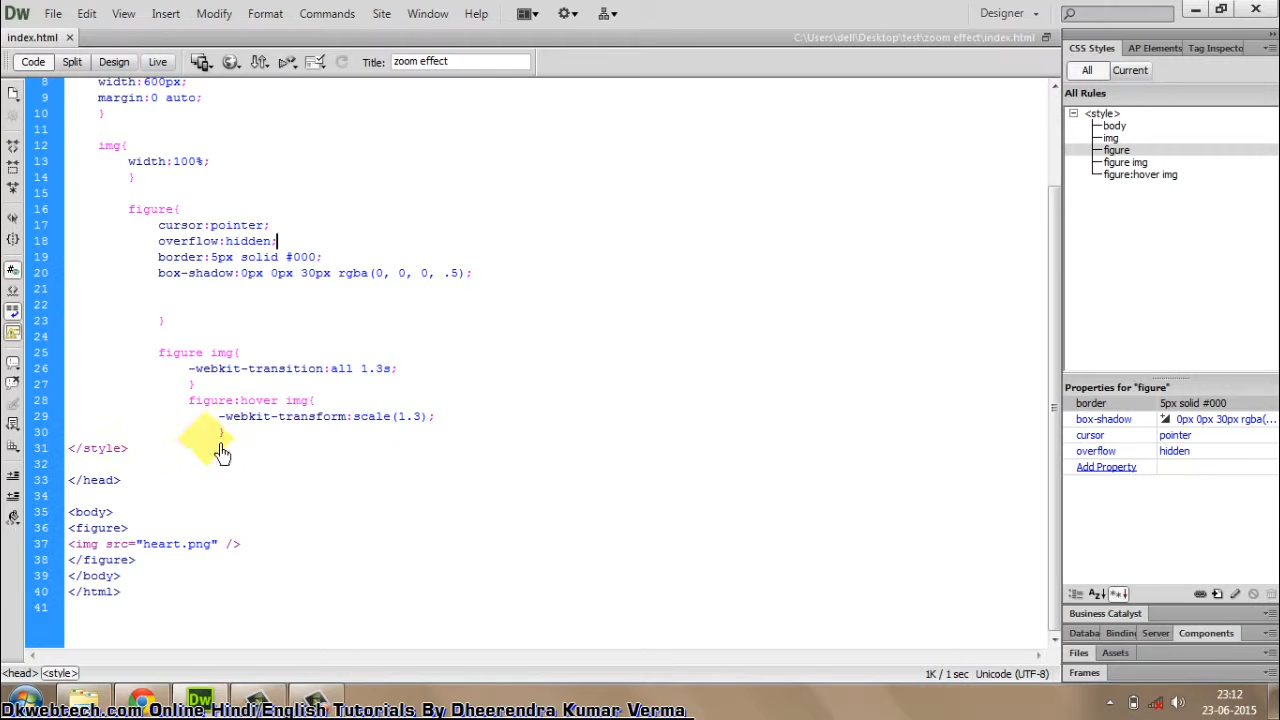 Dw File Edit View Insert Modify Format Commands Site Window Help Designer
index.html C:\Users\dell\Desktop\test\zoom effect\index.html
Code Split Design Live Title: zoom effect
CSS Styles AP Elements Tag Inspecto
All Current
All Rules
<style>
body
img
figure
figure img
figure:hover img
8 width:600px;
9 margin:0 auto;
10 }
11
12 img{
13 width:100%;
14 }
15
16 figure{
17 cursor:pointer;
18 overflow:hidden;
19 border:5px solid #000;
20 box-shadow:0px 0px 30px rgba(0, 0, 0, .5);
21
22
23 }
24
25 figure img{
26 -webkit-transition:all 1.3s;
27 }
28 figure:hover img{
29 -webkit-transform:scale(1.3);
30 }
31 </style>
32
33 </head>
34
35 <body>
36 <figure>
37 <img src="heart.png" />
38 </figure>
39 </body>
40 </html>
41
Properties for "figure"
border 5px solid #000
box-shadow 0px 0px 30px rgba(...
cursor pointer
overflow hidden
Add Property
Business Catalyst
Databa Bindin Server Components
Files Assets
Frames
<head> <style> 1K / 1 sec Unicode (UTF-8)
Dw
23:12
23-06-2015
Dkwebtech.com Online Hindi/English Tutorials By Dheerendra Kumar Verma